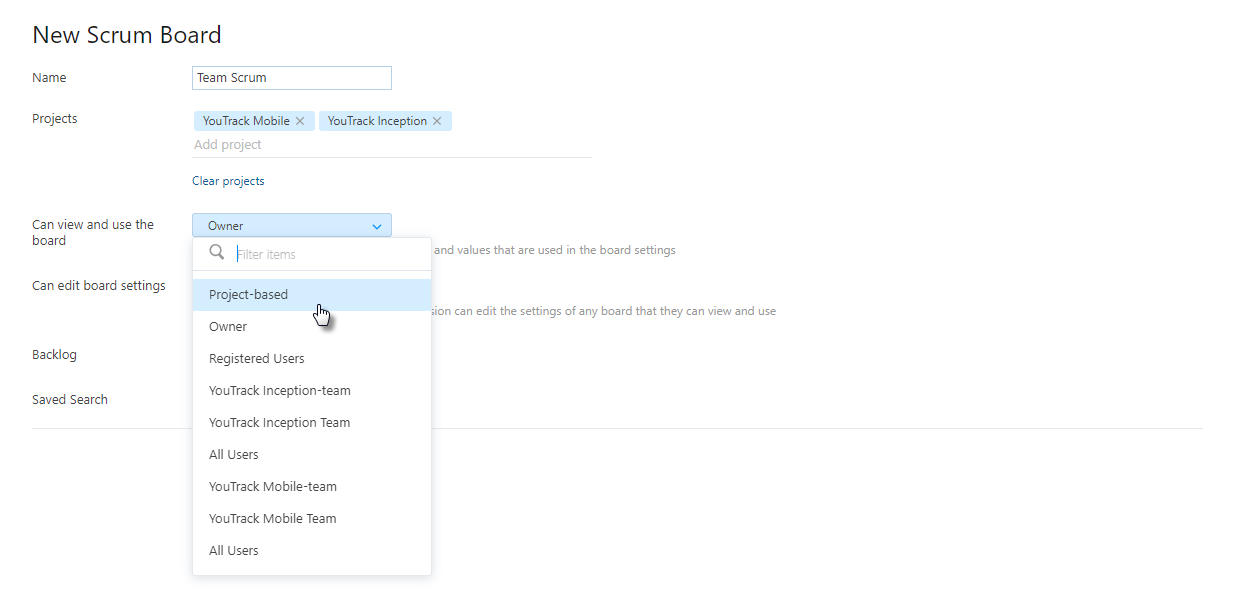 New Scrum Board
Name
Team Scrum
Projects
YouTrack Mobile
YouTrack Inception
Add project
Clear projects
Can view and use the
board
Owner
and values that are used in the board settings
Filter items
Can edit board settings
Project-based
can edit the settings of any board that they can view and use
Owner
Backlog
Registered Users
Saved Search
YouTrack Inception-team
YouTrack Inception Team
All Users
YouTrack Mobile-team
YouTrack Mobile Team
All Users